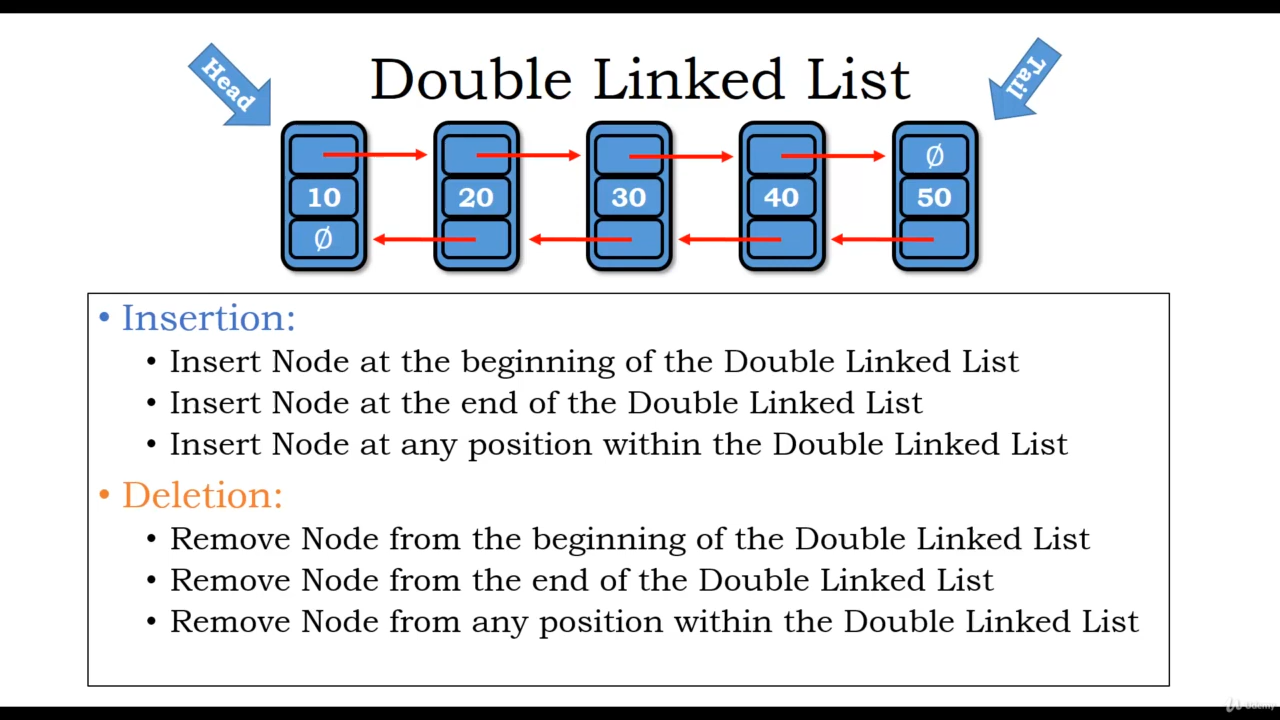 Double Linked List
Head
Tail
Ø
10 20 30 40 50
Ø
• Insertion:
• Insert Node at the beginning of the Double Linked List
• Insert Node at the end of the Double Linked List
• Insert Node at any position within the Double Linked List
• Deletion:
• Remove Node from the beginning of the Double Linked List
• Remove Node from the end of the Double Linked List
• Remove Node from any position within the Double Linked List
Udemy